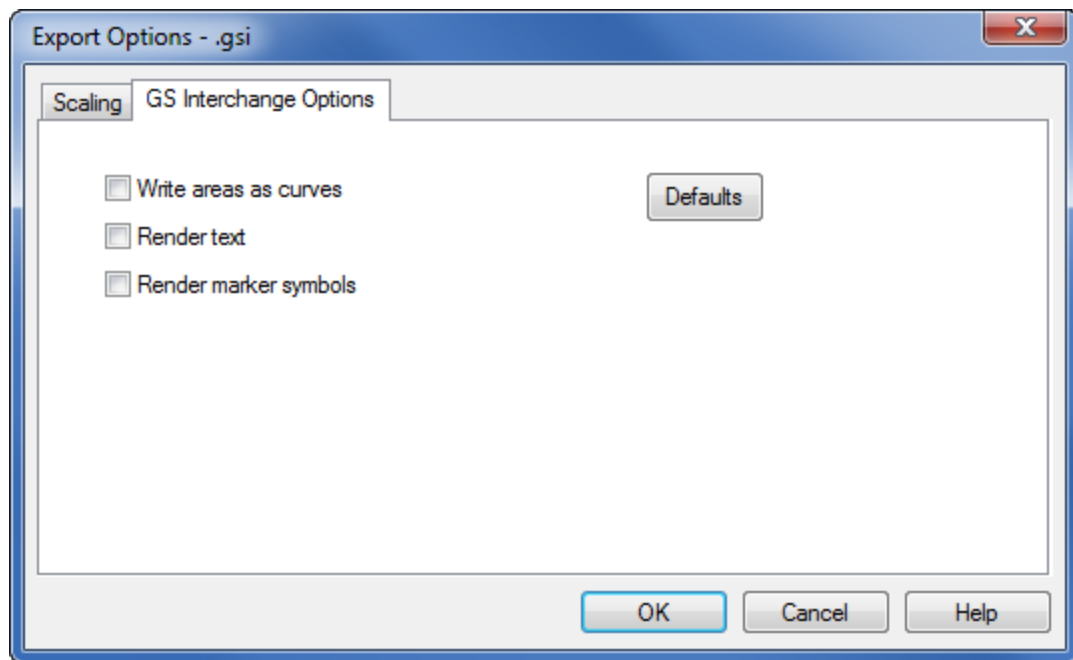 Export Options - .gsi
Scaling GS Interchange Options
Write areas as curves Defaults
Render text
Render marker symbols
OK Cancel Help